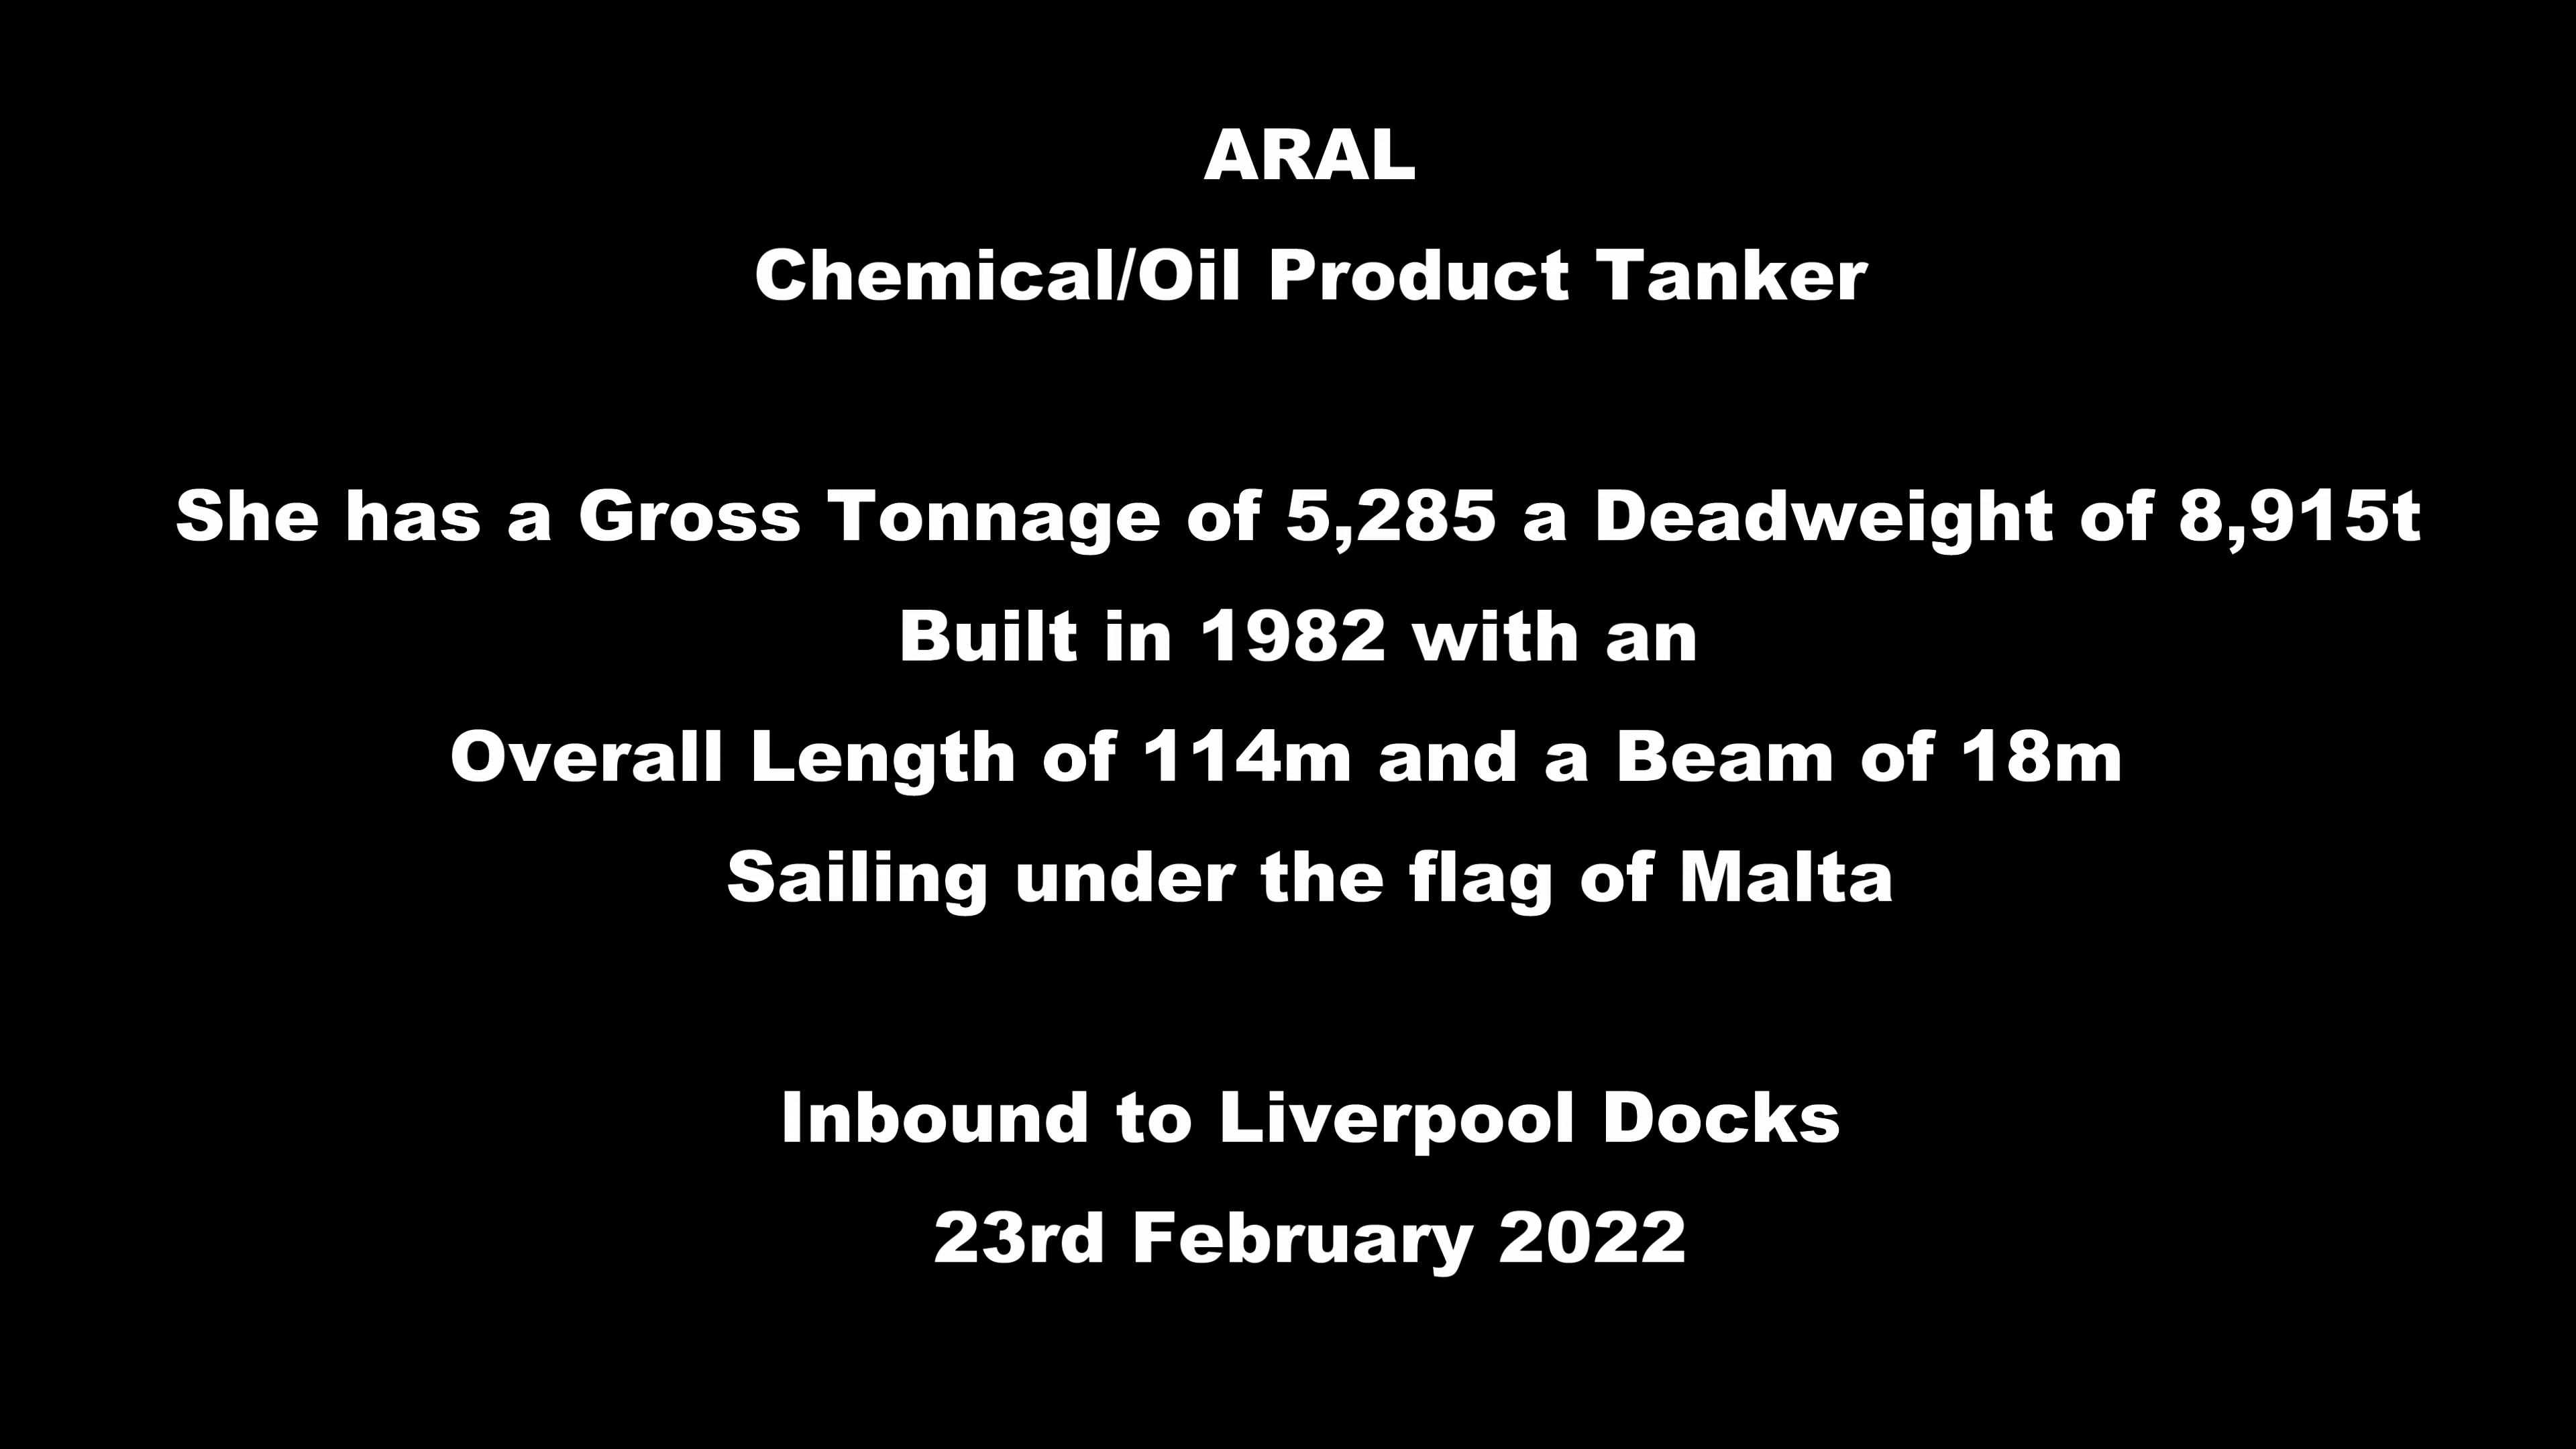 ARAL
Chemical/Oil Product Tanker
She has a Gross Tonnage of 5,285 a Deadweight of 8,915t
Built in 1982 with an
Overall Length of 114m and a Beam of 18m
Sailing under the flag of Malta
Inbound to Liverpool Docks
23rd February 2022